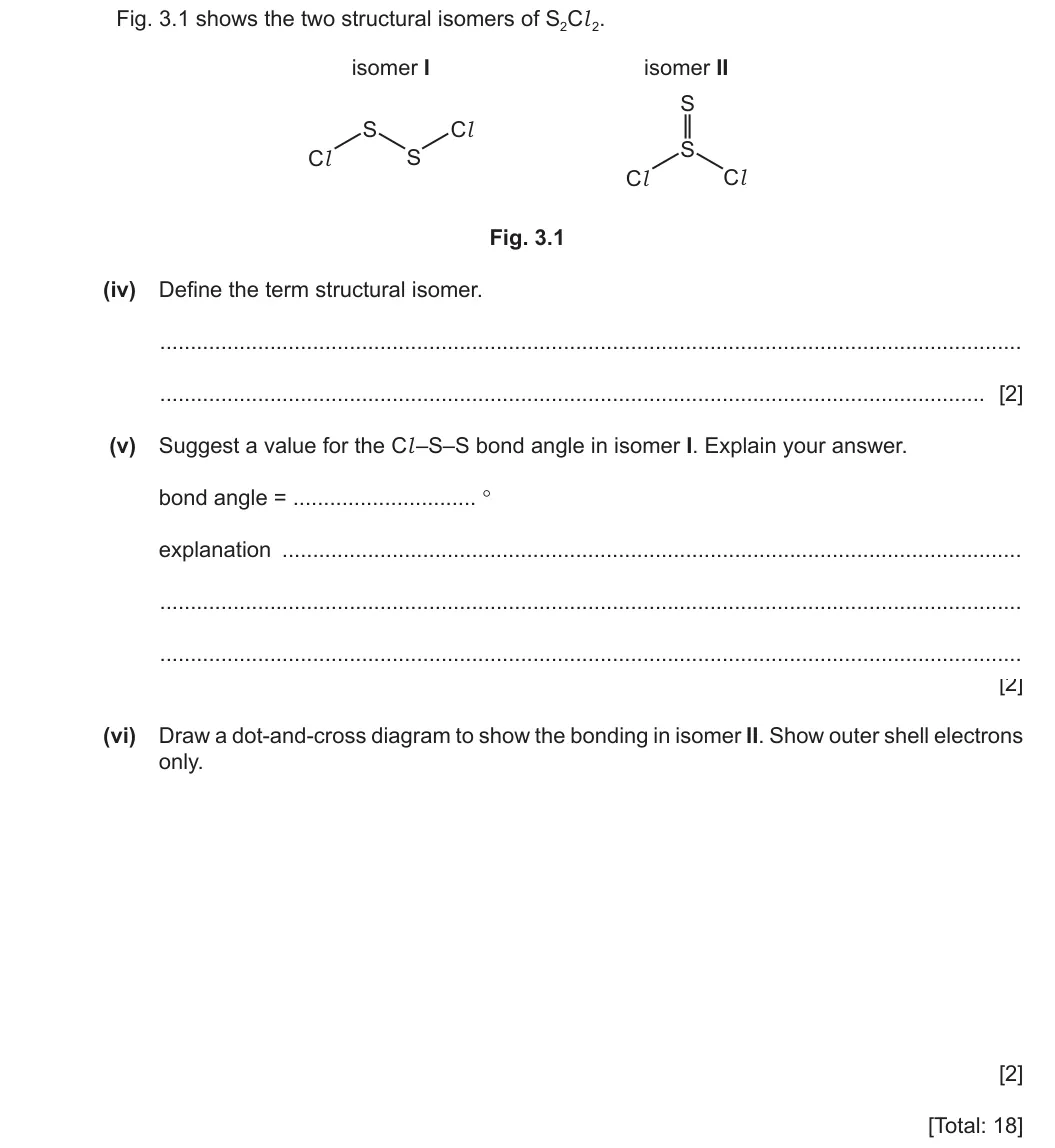 Fig. 3.1 shows the two structural isomers of S₂Cl₂.
isomer I isomer II
S
S Cl
S
Cl S
Cl Cl
Fig. 3.1
(iv) Define the term structural isomer.
..........................................................................................
.......................................................................................... [2]
(v) Suggest a value for the Cl–S–S bond angle in isomer I. Explain your answer.
bond angle = .............................. °
explanation ..........................................................................................
..........................................................................................
..........................................................................................
[2]
(vi) Draw a dot-and-cross diagram to show the bonding in isomer II. Show outer shell electrons
only.
[2]
[Total: 18]